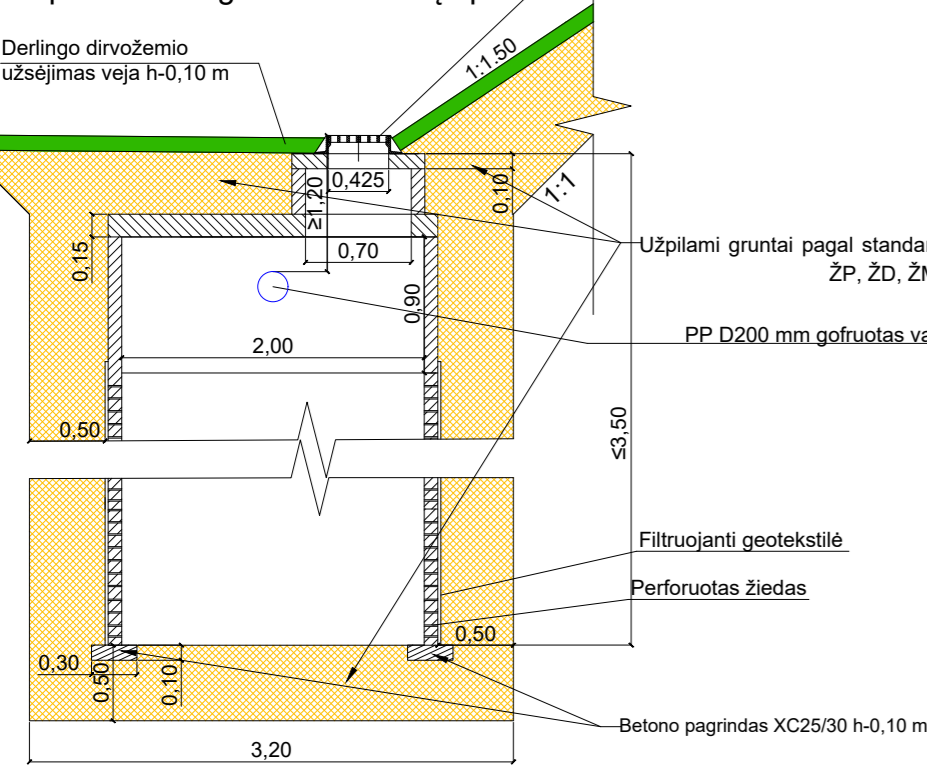 Derlingo dirvožemio
užsėjimas veja h-0,10 m
1:1.50
≥1,20
0,425
0,10
1:1
0,15
0,70
Užpilami gruntai pagal
ŽP, ŽD,
0,90
PP D200 mm gofruotas
2,00
0,50
≤3,50
Filtruojanti geotekstilė
Perforuotas žiedas
0,50
0,30
0,50
0,10
Betono pagrindas XC25/30 h-0,10 m
3,20